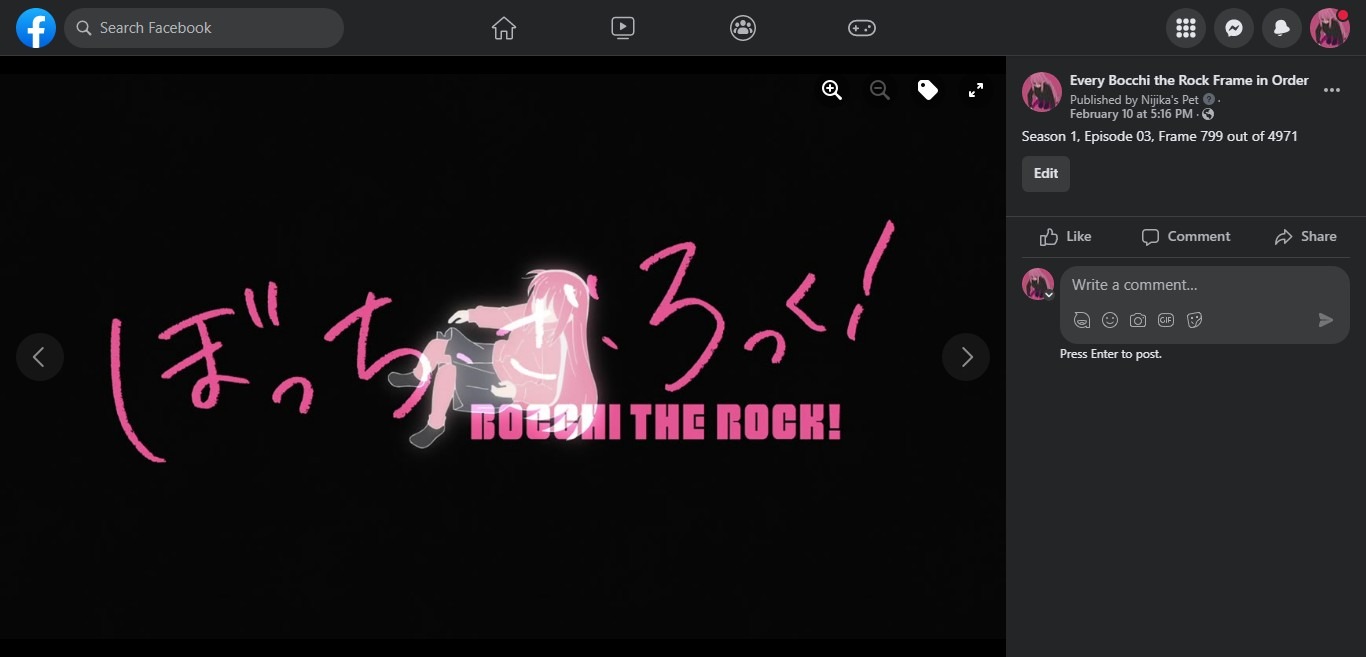 Search Facebook
Every Bocchi the Rock Frame in Order
Published by Nijika's Pet ·
February 10 at 5:16 PM ·
Season 1, Episode 03, Frame 799 out of 4971
Edit
Like
Comment
Share
Write a comment...
GIF
Press Enter to post.
ぼっち・ざ・ろっく!
BOCCHI THE ROCK!